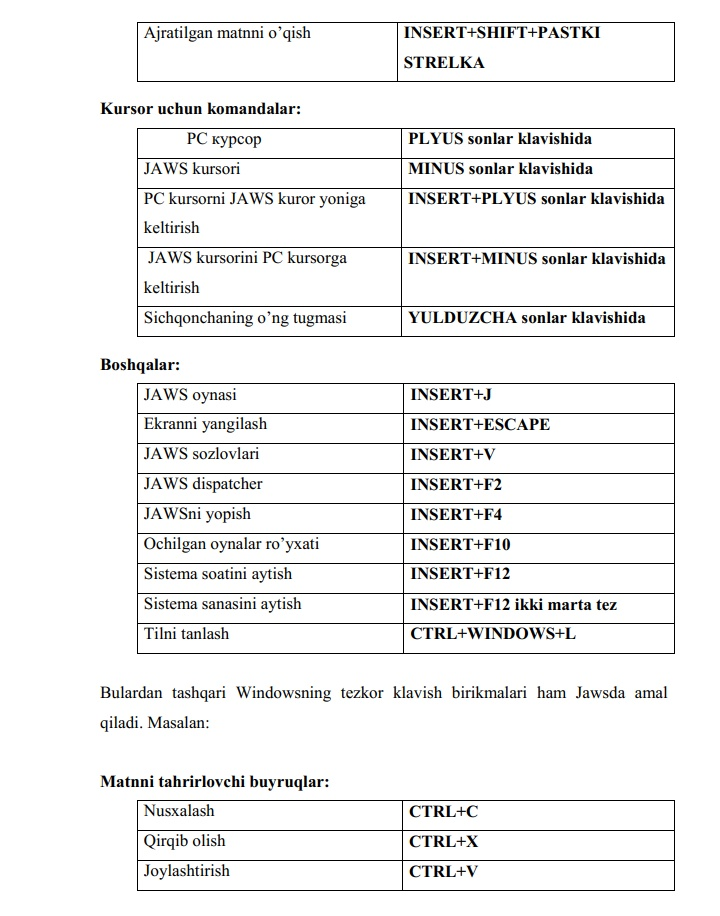 Ajratilgan matnni o’qish INSERT+SHIFT+PASTKI
STRELKA
Kursor uchun komandalar:
PC курсор PLYUS sonlar klavishida
JAWS kursori MINUS sonlar klavishida
PC kursorni JAWS kuror yoniga INSERT+PLYUS sonlar klavishida
keltirish
JAWS kursorini PC kursorga INSERT+MINUS sonlar klavishida
keltirish
Sichqonchaning o’ng tugmasi YULDUZCHA sonlar klavishida
Boshqalar:
JAWS oynasi INSERT+J
Ekranni yangilash INSERT+ESCAPE
JAWS sozlovlari INSERT+V
JAWS dispatcher INSERT+F2
JAWSni yopish INSERT+F4
Ochilgan oynalar ro’yxati INSERT+F10
Sistema soatini aytish INSERT+F12
Sistema sanasini aytish INSERT+F12 ikki marta tez
Tilni tanlash CTRL+WINDOWS+L
Bulardan tashqari Windowsning tezkor klavish birikmalari ham Jawsda amal
qiladi. Masalan:
Matnni tahrirlovchi buyruqlar:
Nusxalash CTRL+C
Qirqib olish CTRL+X
Joylashtirish CTRL+V